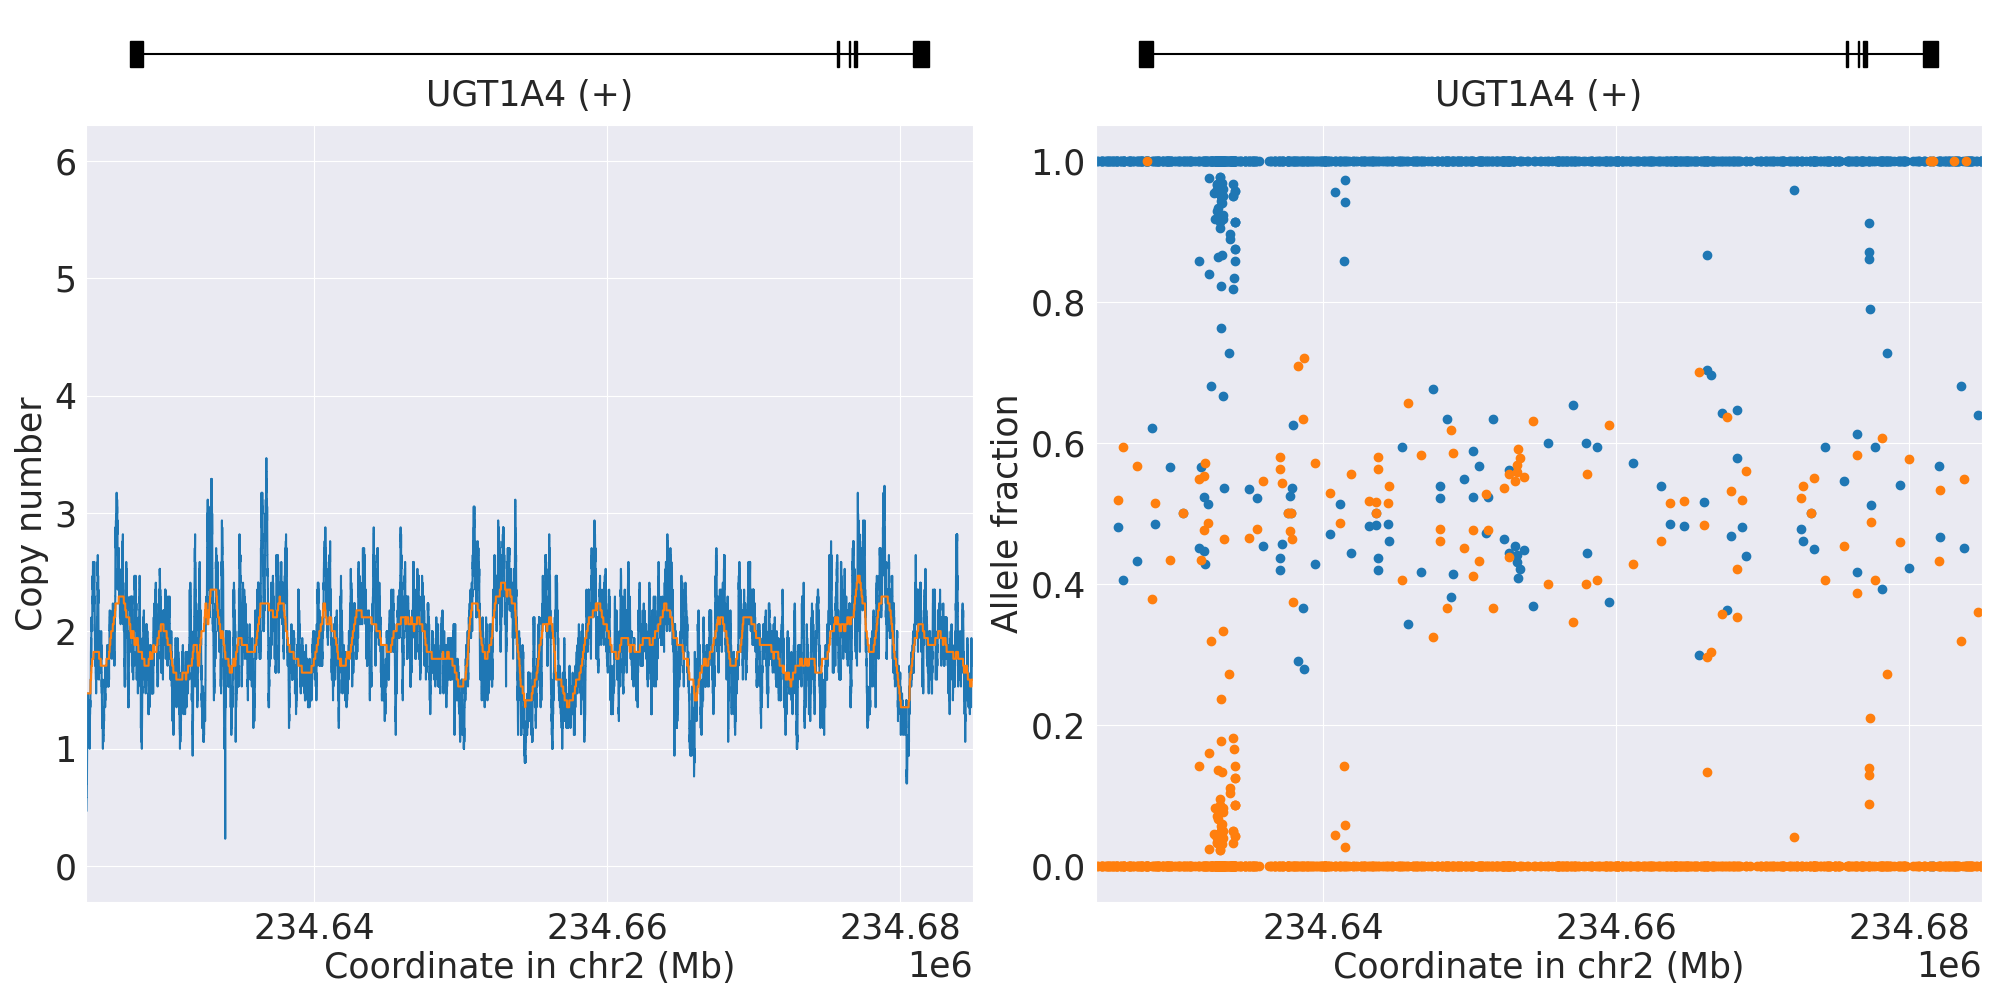 UGT1A4 (+)
6
5
4
3
2
1
0
Copy number
234.64
234.66
234.68
Coordinate in chr2 (Mb)
1e6
UGT1A4 (+)
1.0
0.8
0.6
0.4
0.2
0.0
Allele fraction
234.64
234.66
234.68
Coordinate in chr2 (Mb)
1e6